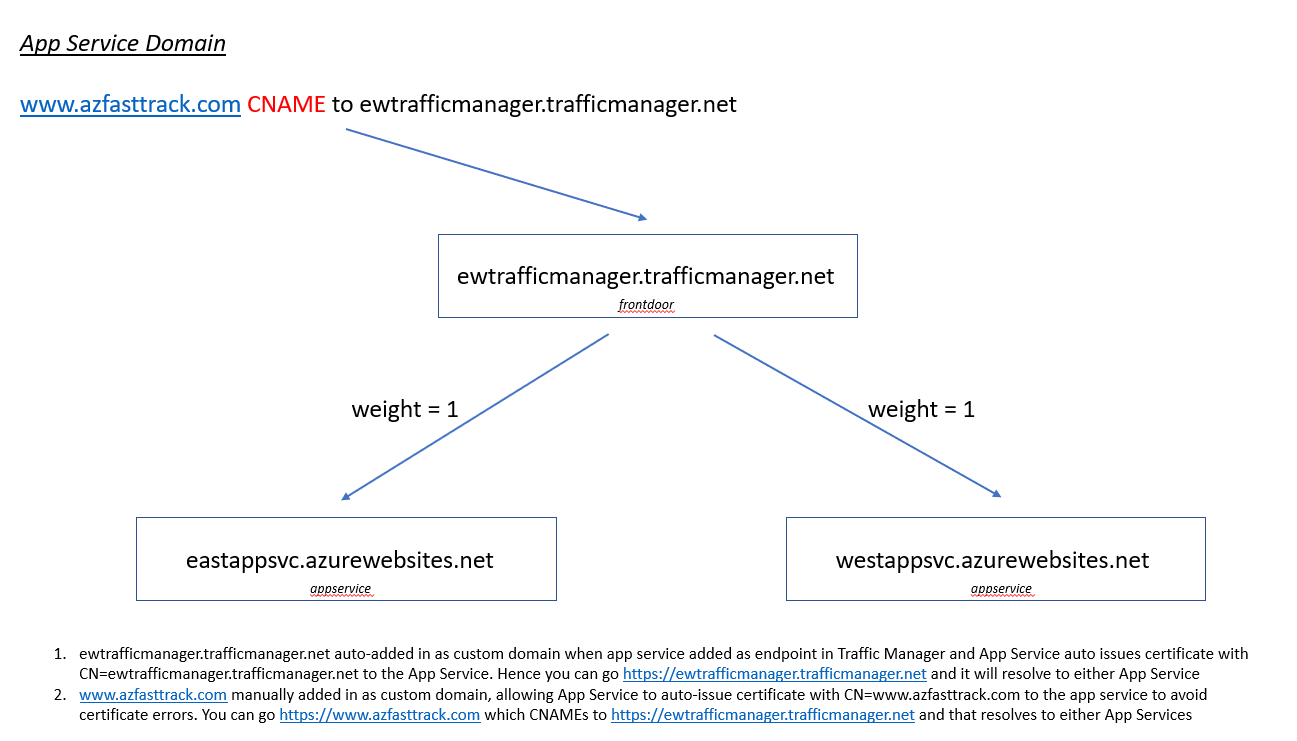 App Service Domain
www.azfasttrack.com CNAME to ewtrafficmanager.trafficmanager.net
ewtrafficmanager.trafficmanager.net
frontdoor
weight = 1
weight = 1
eastappsvc.azurewebsites.net
appservice
westappsvc.azurewebsites.net
appservice
1. ewtrafficmanager.trafficmanager.net auto-added in as custom domain when app service added as endpoint in Traffic Manager and App Service auto issues certificate with
CN=ewtrafficmanager.trafficmanager.net to the App Service. Hence you can go https://ewtrafficmanager.trafficmanager.net and it will resolve to either App Service
2. www.azfasttrack.com manually added in as custom domain, allowing App Service to auto-issue certificate with CN=www.azfasttrack.com to the app service to avoid
certificate errors. You can go https://www.azfasttrack.com which CNAMEs to https://ewtrafficmanager.trafficmanager.net and that resolves to either App Services